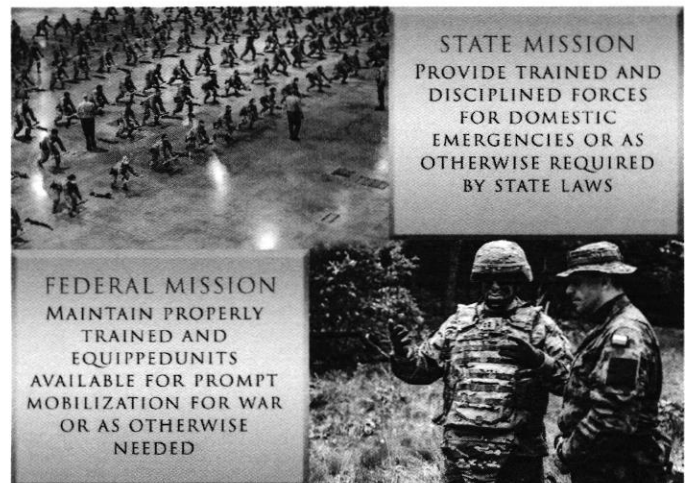 STATE MISSION
PROVIDE TRAINED AND
DISCIPLINED FORCES
FOR DOMESTIC
EMERGENCIES OR AS
OTHERWISE REQUIRED
BY STATE LAWS
FEDERAL MISSION
MAINTAIN PROPERLY
TRAINED AND
EQUIPPEDUNITS
AVAILABLE FOR PROMPT
MOBILIZATION FOR WAR
OR AS OTHERWISE
NEEDED